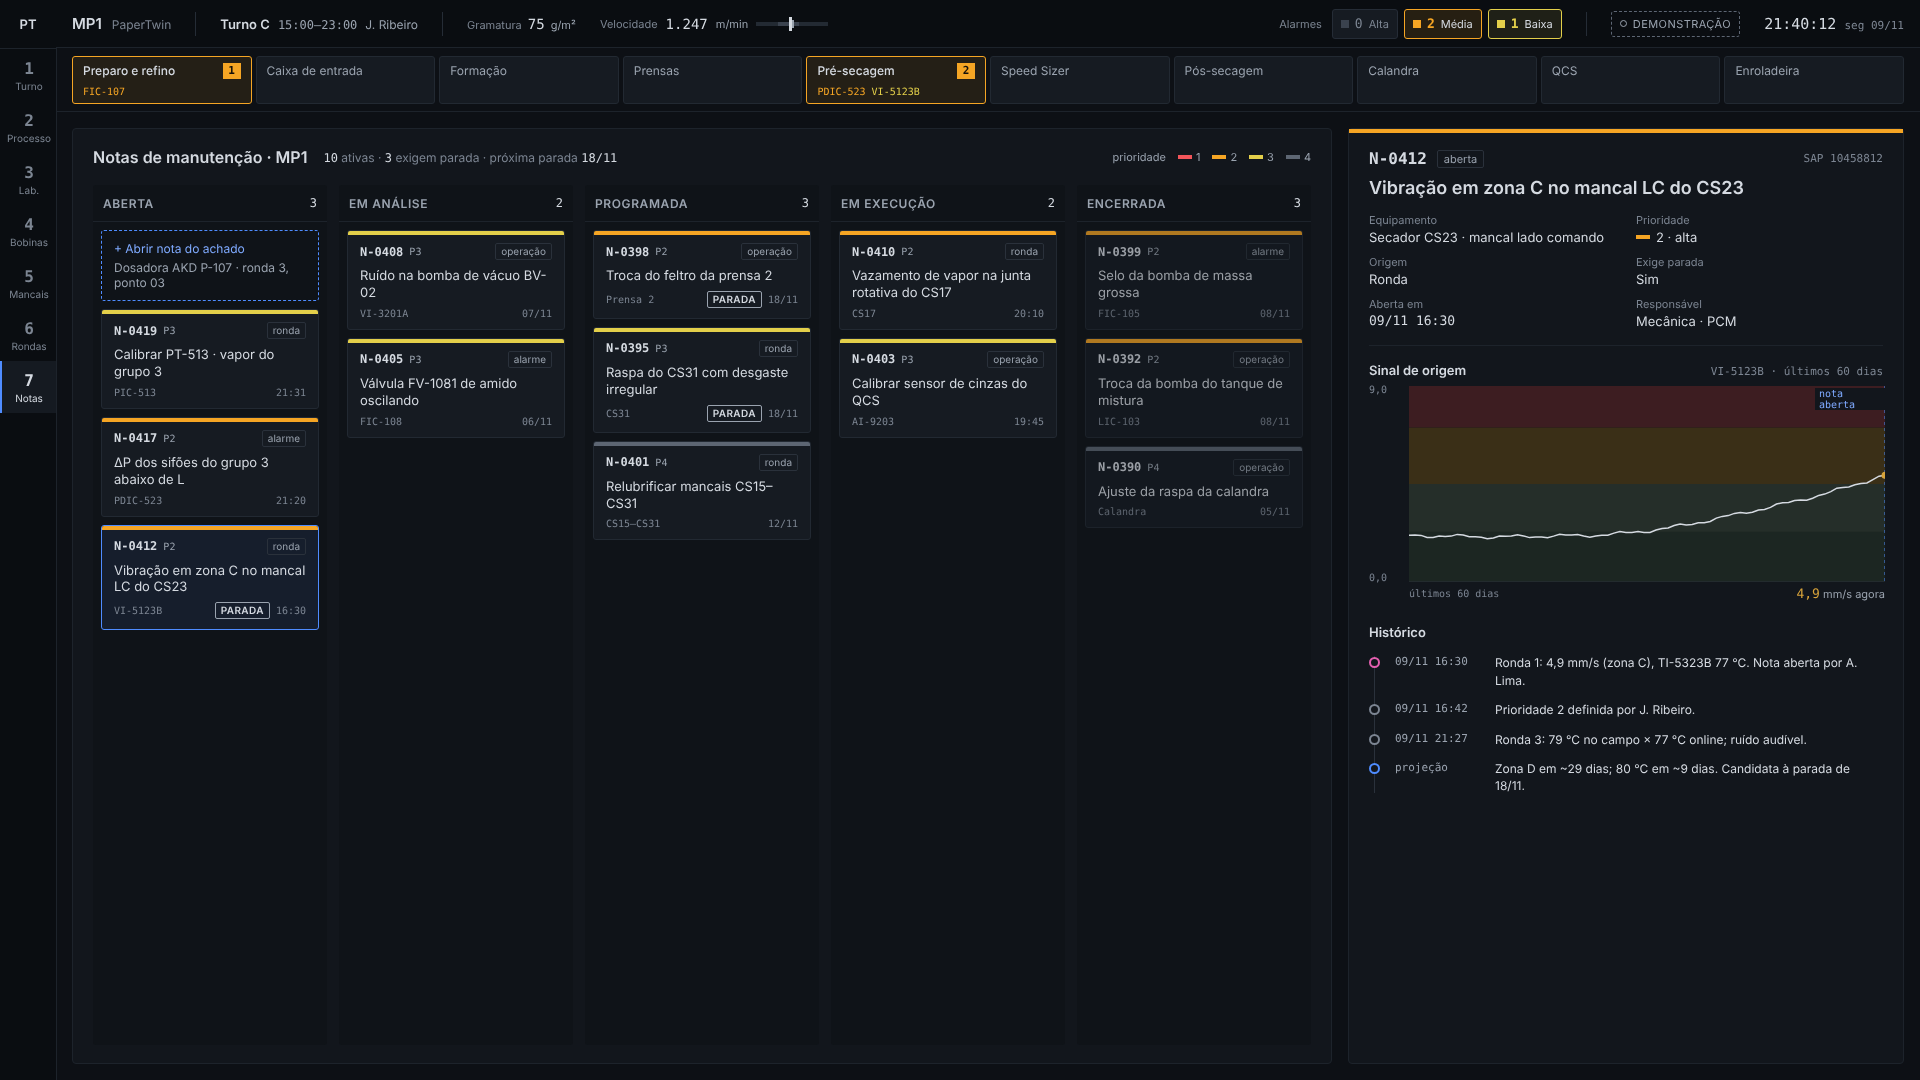 PT
MP1 PaperTwin
Turno C 15:00–23:00 J. Ribeiro
Gramatura 75 g/m²
Velocidade 1.247 m/min
Alarmes
0 Alta
2 Média
1 Baixa
DEMONSTRAÇÃO
21:40:12 seg 09/11
1
Turno
2
Processo
3
Lab.
4
Bobinas
5
Mancais
6
Rondas
7
Notas
Preparo e refino 1
FIC-107
Caixa de entrada
Formação
Prensas
Pré-secagem 2
PDIC-523 VI-5123B
Speed Sizer
Pós-secagem
Calandra
QCS
Enroladeira
Notas de manutenção · MP1
10 ativas · 3 exigem parada · próxima parada 18/11
prioridade 1 2 3 4
ABERTA 3
+ Abrir nota do achado
Dosadora AKD P-107 · ronda 3,
ponto 03
N-0419 P3 ronda
Calibrar PT-513 · vapor do
grupo 3
PIC-513 21:31
N-0417 P2 alarme
ΔP dos sifões do grupo 3
abaixo de L
PDIC-523 21:20
N-0412 P2 ronda
Vibração em zona C no mancal
LC do CS23
VI-5123B PARADA 16:30
EM ANÁLISE 2
N-0408 P3 operação
Ruído na bomba de vácuo BV-
02
VI-3201A 07/11
N-0405 P3 alarme
Válvula FV-1081 de amido
oscilando
FIC-108 06/11
PROGRAMADA 3
N-0398 P2 operação
Troca do feltro da prensa 2
Prensa 2 PARADA 18/11
N-0395 P3 ronda
Raspa do CS31 com desgaste
irregular
CS31 PARADA 18/11
N-0401 P4 ronda
Relubrificar mancais CS15–
CS31
CS15–CS31 12/11
EM EXECUÇÃO 2
N-0410 P2 ronda
Vazamento de vapor na junta
rotativa do CS17
CS17 20:10
N-0403 P3 operação
Calibrar sensor de cinzas do
QCS
AI-9203 19:45
ENCERRADA 3
N-0399 P2 alarme
Selo da bomba de massa
grossa
FIC-105 08/11
N-0392 P2 operação
Troca da bomba do tanque de
mistura
LIC-103 08/11
N-0390 P4 operação
Ajuste da raspa da calandra
Calandra 05/11
N-0412 aberta SAP 10458812
Vibração em zona C no mancal LC do CS23
Equipamento
Secador CS23 · mancal lado comando
Prioridade
2 · alta
Origem
Ronda
Exige parada
Sim
Aberta em
09/11 16:30
Responsável
Mecânica · PCM
Sinal de origem VI-5123B · últimos 60 dias
9,0
nota
aberta
0,0
últimos 60 dias 4,9 mm/s agora
Histórico
09/11 16:30 Ronda 1: 4,9 mm/s (zona C), TI-5323B 77 °C. Nota aberta por A.
Lima.
09/11 16:42 Prioridade 2 definida por J. Ribeiro.
09/11 21:27 Ronda 3: 79 °C no campo × 77 °C online; ruído audível.
projeção Zona D em ~29 dias; 80 °C em ~9 dias. Candidata à parada de
18/11.